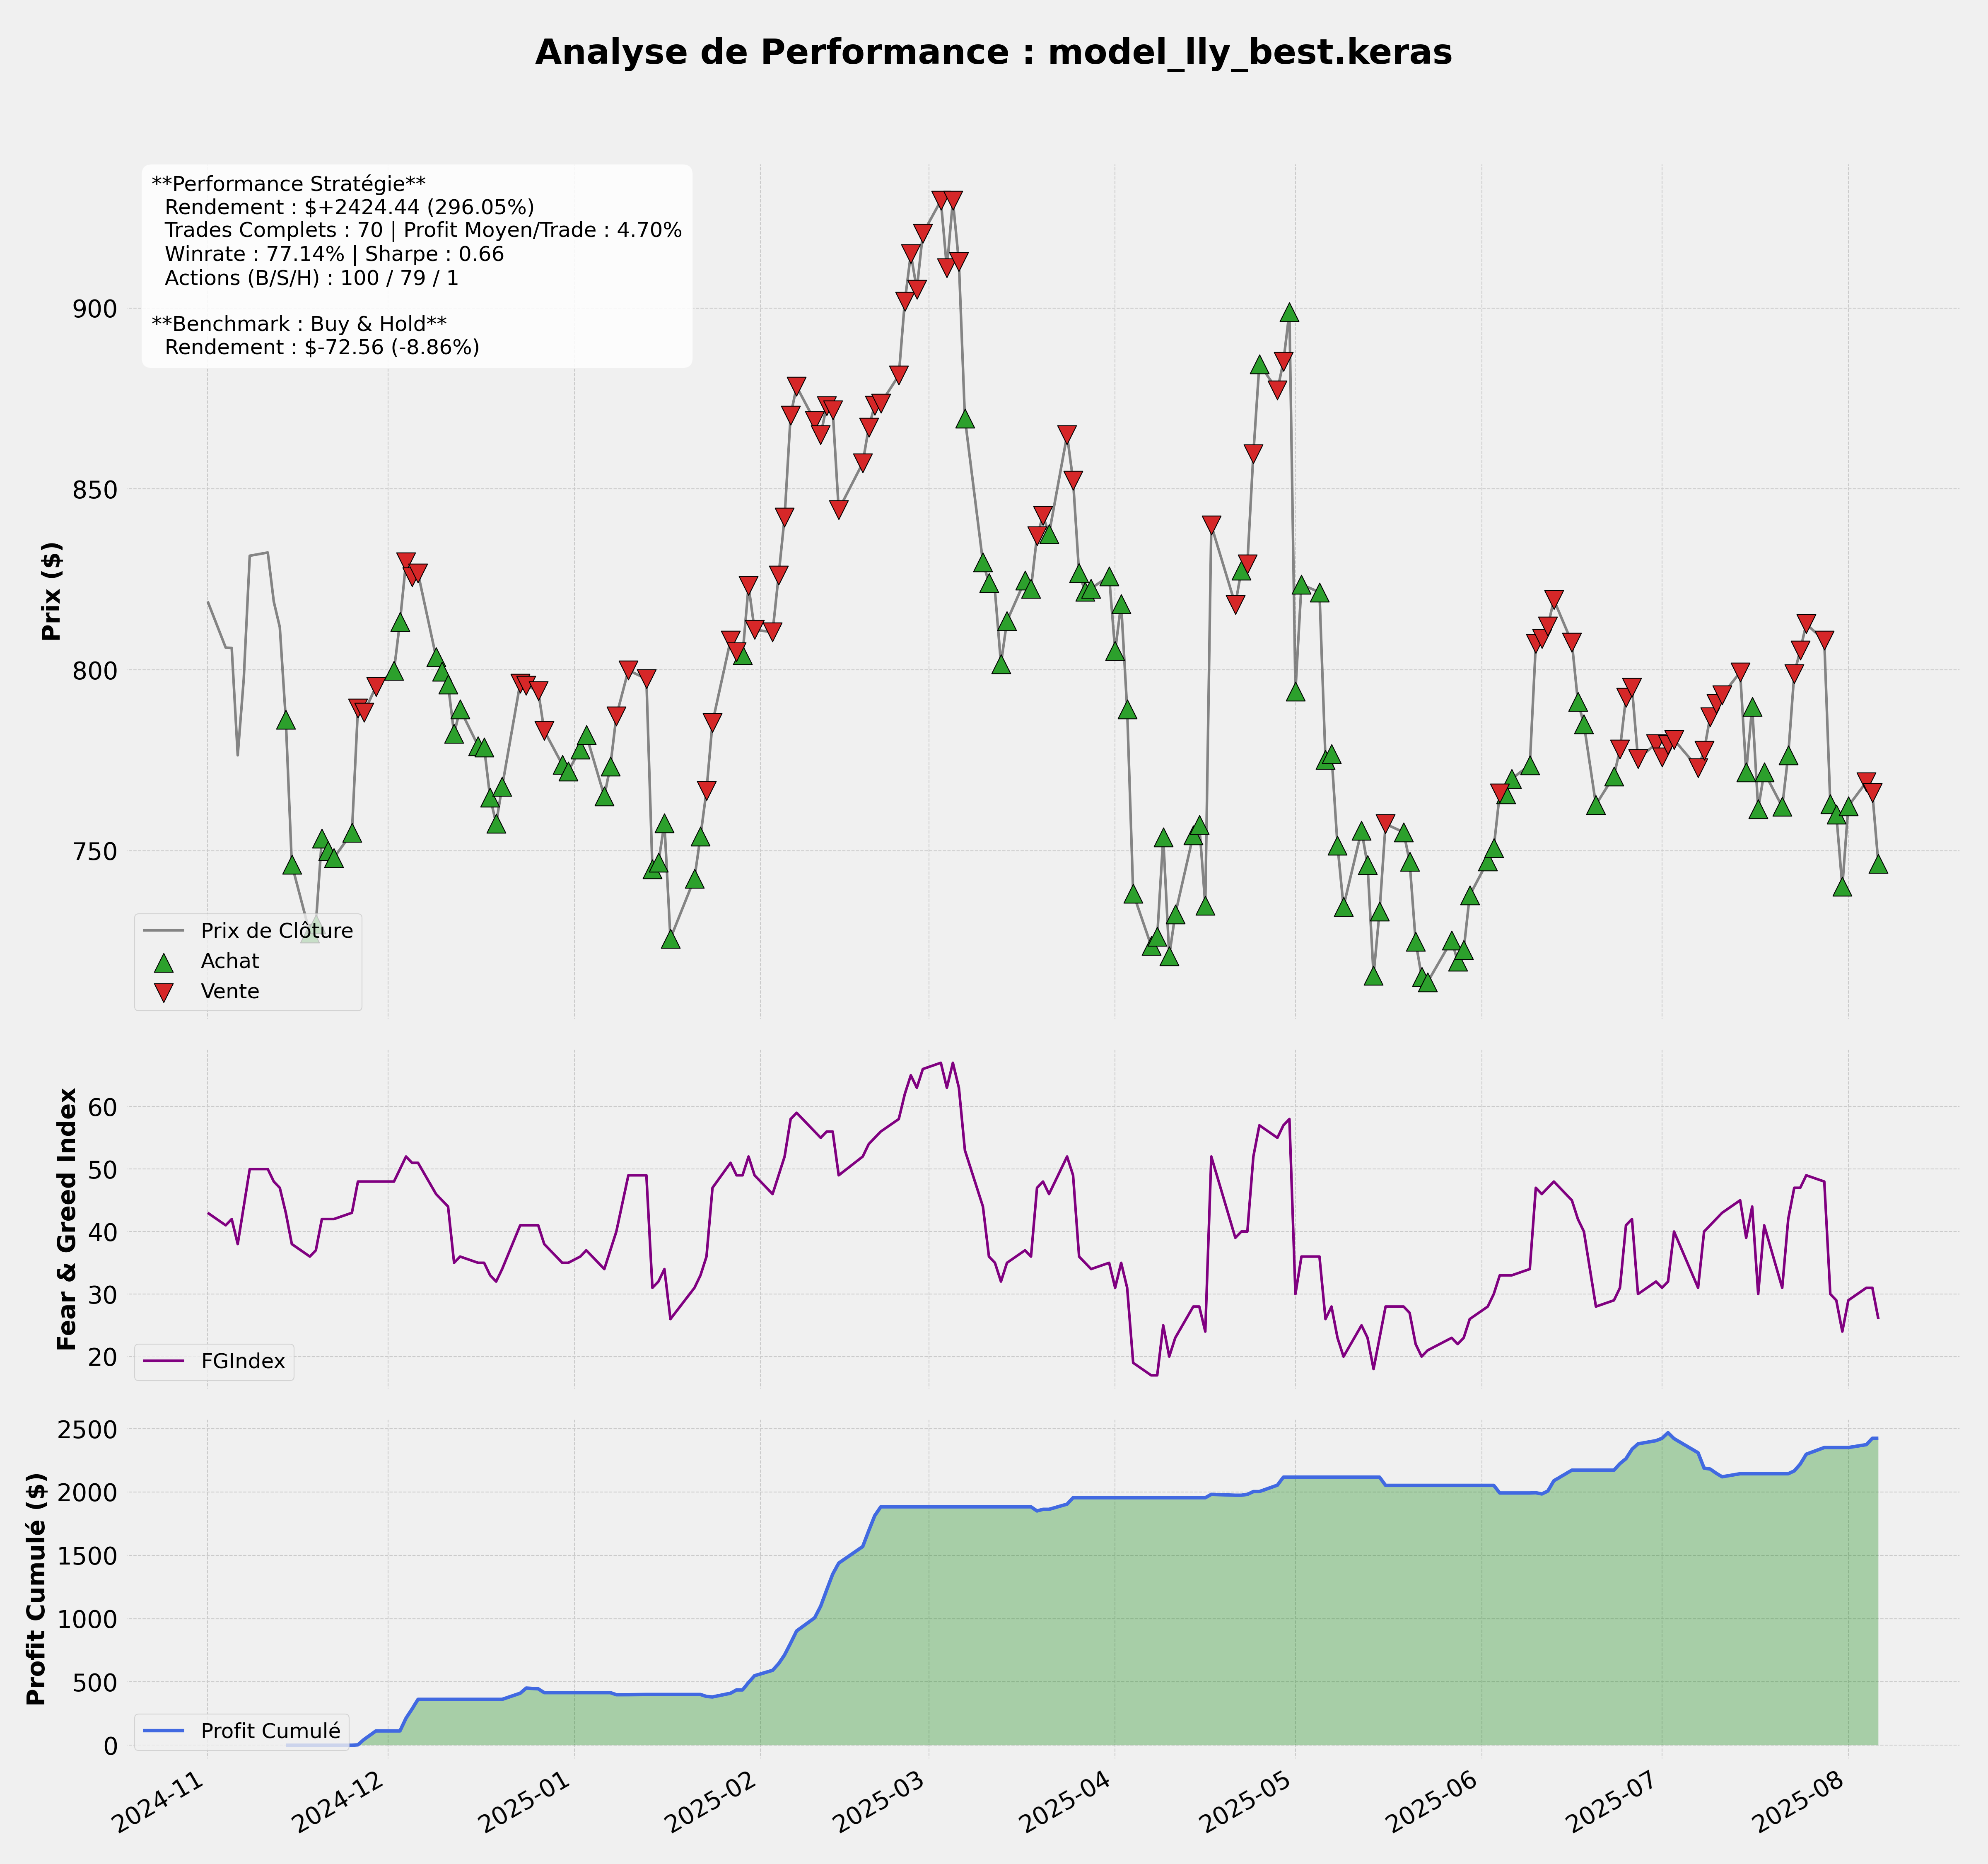 Analyse de Performance : model_lly_best.keras
**Performance Stratégie**
Rendement : $+2424.44 (296.05%)
Trades Complets : 70 | Profit Moyen/Trade : 4.70%
Winrate : 77.14% | Sharpe : 0.66
Actions (B/S/H) : 100 / 79 / 1
**Benchmark : Buy & Hold**
Rendement : $-72.56 (-8.86%)
Prix ($)
900
850
800
750
Prix de Clôture
Achat
Vente
Fear & Greed Index
60
50
40
30
20
FGIndex
Profit Cumulé ($)
2500
2000
1500
1000
500
0
Profit Cumulé
2024-11
2024-12
2025-01
2025-02
2025-03
2025-04
2025-05
2025-06
2025-07
2025-08